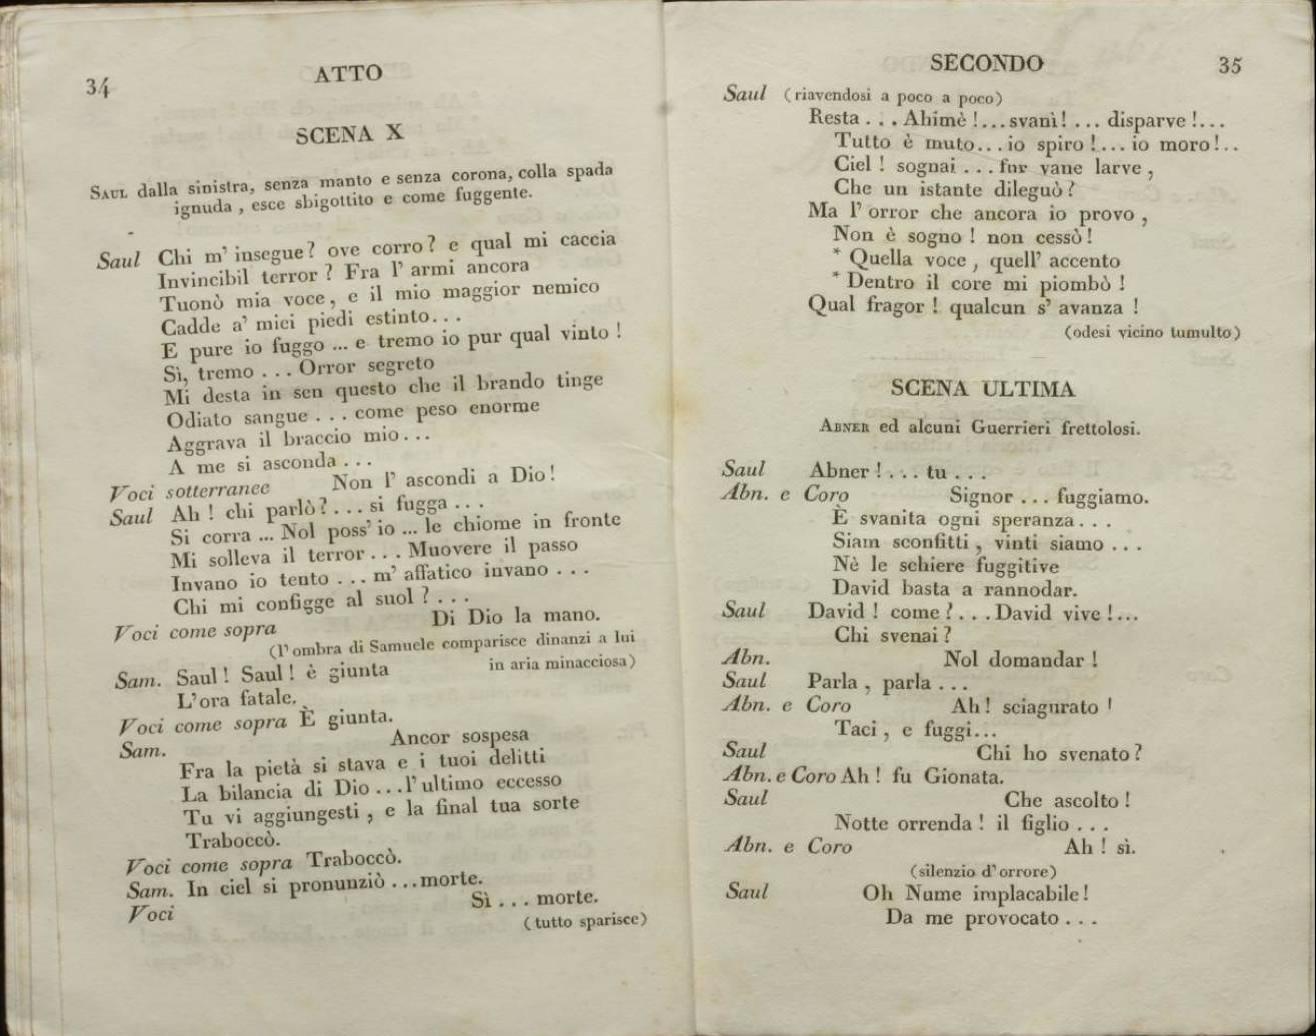 34
ATTO
SCENA X
SAUL dalla sinistra, senza manto e senza corona, colla spada
ignuda , esce sbigottito e come fuggente.
Saul Chi m' insegue? ove corro? e qual mi caccia
Invincibil terror? Fra l' armi ancora
Tuonò mia voce, e il mio maggior nemico
Cadde a' miei piedi estinto...
E pure io fuggo ... e tremo io pur qual vinto !
Sì, tremo ... Orror segreto
Mi desta in sen questo che il brando tinge
Odiato sangue ... come peso enorme
Aggrava il braccio mio...
A me si asconda ...
Voci sotterranee Non l' ascondi a Dio!
Saul Ah ! chi parlò?... si fugga ...
Si corra ... Nol poss' io ... le chiome in fronte
Mi solleva il terror... Muovere il passo
Invano io tento ... m' affatico invano ...
Chi mi configge al suol ? ...
Voci come sopra Di Dio la mano.
(l' ombra di Samuele comparisce dinanzi a lui
in aria minacciosa)
Sam. Saul! Saul! è giunta
L'ora fatale.
Voci come sopra È giunta.
Sam. Ancor sospesa
Fra la pietà si stava e i tuoi delitti
La bilancia di Dio ...l'ultimo eccesso
Tu vi aggiungesti , e la final tua sorte
Traboccò.
Voci come sopra Traboccò.
Sam. In ciel si pronunziò ...morte.
Voci Sì ... morte.
(tutto sparisce)
SECONDO
35
Saul (riavendosi a poco a poco)
Resta ... Ahimè !...svanì! ... disparve !...
Tutto è muto...io spiro !... io moro!..
Ciel ! sognai ... fur vane larve ,
Che un istante dileguò ?
Ma l' orror che ancora io provo ,
Non è sogno ! non cessò!
* Quella voce , quell' accento
* Dentro il core mi piombò !
Qual fragor ! qualcun s' avanza !
(odesi vicino tumulto)
SCENA ULTIMA
ABNER ed alcuni Guerrieri frettolosi.
Saul Abner !... tu ...
Abn. e Coro Signor ... fuggiamo.
È svanita ogni speranza...
Siam sconfitti , vinti siamo ...
Nè le schiere fuggitive
David basta a rannodar.
Saul David ! come ?...David vive !...
Chi svenai ?
Abn. Nol domandar !
Saul Parla , parla ...
Abn. e Coro Ah! sciagurato !
Taci , e fuggi...
Saul Chi ho svenato ?
Abn. e Coro Ah ! fu Gionata.
Saul Che ascolto !
Notte orrenda ! il figlio ...
Abn. e Coro Ah ! sì.
(silenzio d' orrore)
Saul Oh Nume implacabile!
Da me provocato ...